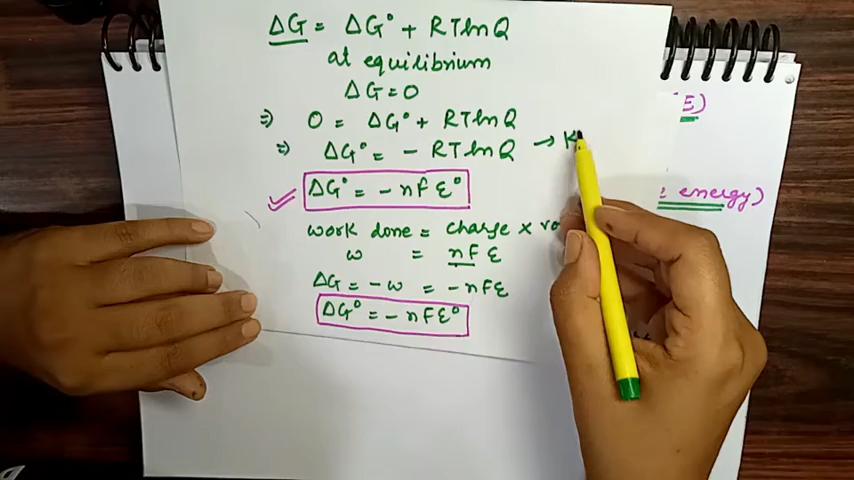 ΔG = ΔG° + RTlnQ
at equilibrium
ΔG = 0
⇒ 0 = ΔG° + RTlnQ
⇒ ΔG° = - RTlnQ → K
✓ ΔG° = - nFE°
work done = charge ×
w = nFE
ΔG = - w = - nFE
ΔG° = - nFE°
E)
energy)